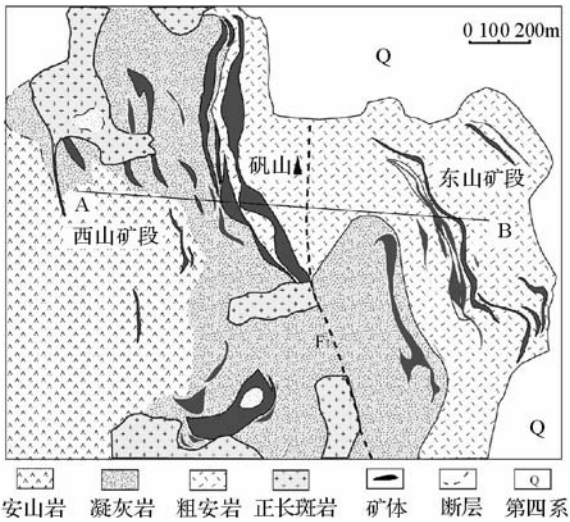 0 100 200m
Q
矾山
东山矿段
A
西山矿段
B
F₁
Q
Q
安山岩 凝灰岩 粗安岩 正长斑岩 矿体 断层 第四系